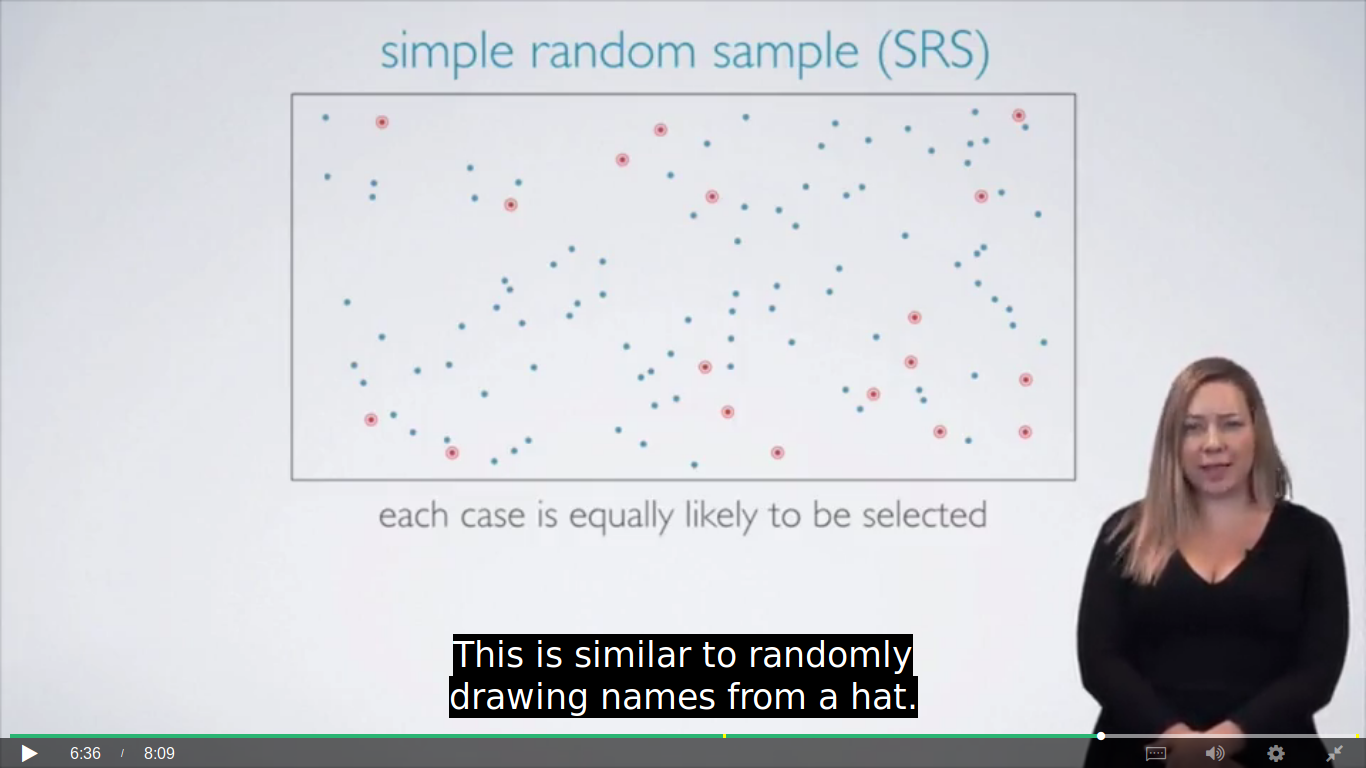 simple random sample (SRS)
each case is equally likely to be selected
This is similar to randomly
drawing names from a hat.
6:36 / 8:09